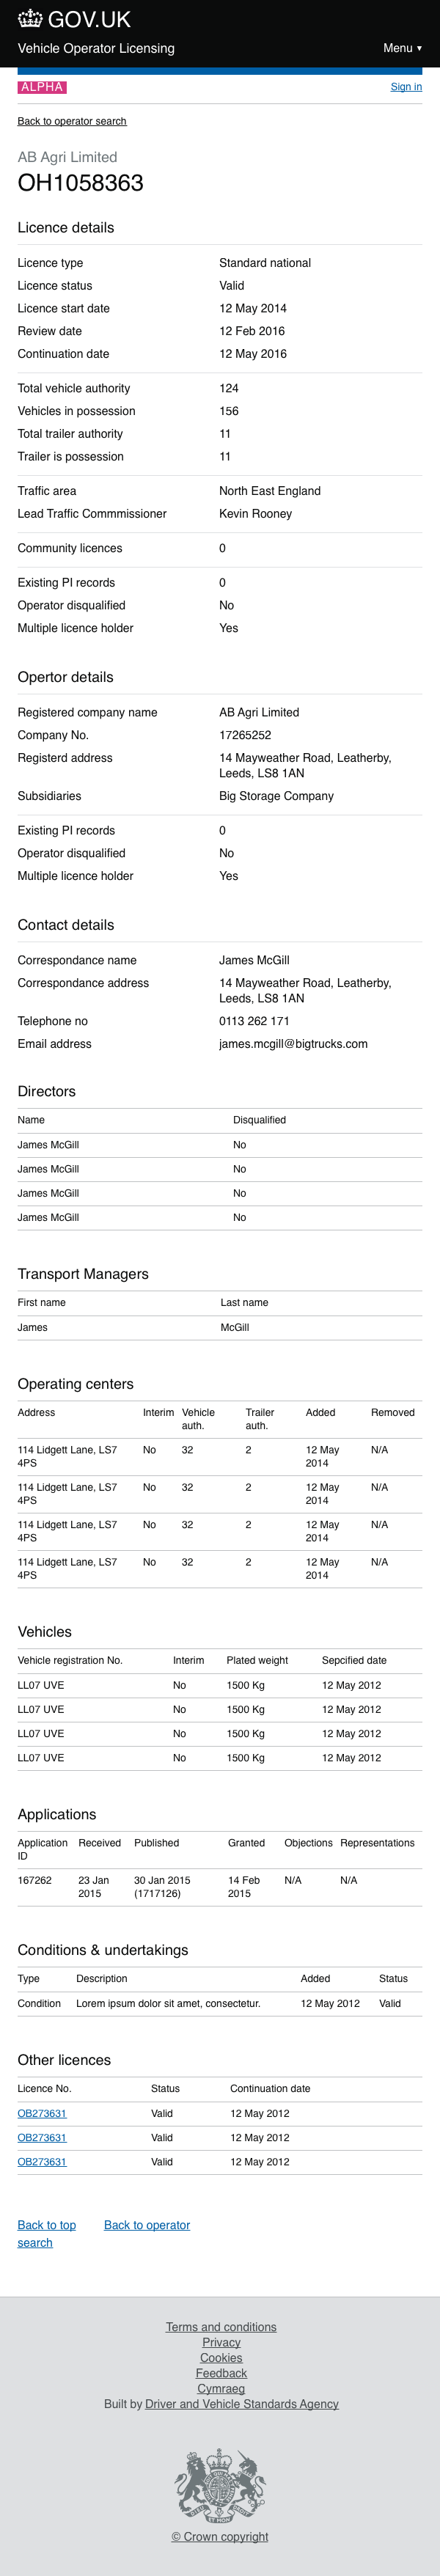 GOV.UK
Vehicle Operator Licensing Menu ▼
ALPHA Sign in
Back to operator search
AB Agri Limited
OH1058363
Licence details
Licence type Standard national
Licence status Valid
Licence start date 12 May 2014
Review date 12 Feb 2016
Continuation date 12 May 2016
Total vehicle authority 124
Vehicles in possession 156
Total trailer authority 11
Trailer is possession 11
Traffic area North East England
Lead Traffic Commmissioner Kevin Rooney
Community licences 0
Existing PI records 0
Operator disqualified No
Multiple licence holder Yes
Opertor details
Registered company name AB Agri Limited
Company No. 17265252
Registerd address 14 Mayweather Road, Leatherby,
Leeds, LS8 1AN
Subsidiaries Big Storage Company
Existing PI records 0
Operator disqualified No
Multiple licence holder Yes
Contact details
Correspondance name James McGill
Correspondance address 14 Mayweather Road, Leatherby,
Leeds, LS8 1AN
Telephone no 0113 262 171
Email address james.mcgill@bigtrucks.com
Directors
Name Disqualified
James McGill No
James McGill No
James McGill No
James McGill No
Transport Managers
First name Last name
James McGill
Operating centers
Address Interim Vehicle Trailer Added Removed
auth. auth.
114 Lidgett Lane, LS7 No 32 2 12 May N/A
4PS 2014
114 Lidgett Lane, LS7 No 32 2 12 May N/A
4PS 2014
114 Lidgett Lane, LS7 No 32 2 12 May N/A
4PS 2014
114 Lidgett Lane, LS7 No 32 2 12 May N/A
4PS 2014
Vehicles
Vehicle registration No. Interim Plated weight Sepcified date
LL07 UVE No 1500 Kg 12 May 2012
LL07 UVE No 1500 Kg 12 May 2012
LL07 UVE No 1500 Kg 12 May 2012
LL07 UVE No 1500 Kg 12 May 2012
Applications
Application Received Published Granted Objections Representations
ID
167262 23 Jan 30 Jan 2015 14 Feb N/A N/A
2015 (1717126) 2015
Conditions & undertakings
Type Description Added Status
Condition Lorem ipsum dolor sit amet, consectetur. 12 May 2012 Valid
Other licences
Licence No. Status Continuation date
OB273631 Valid 12 May 2012
OB273631 Valid 12 May 2012
OB273631 Valid 12 May 2012
Back to top Back to operator
search
Terms and conditions
Privacy
Cookies
Feedback
Cymraeg
Built by Driver and Vehicle Standards Agency
© Crown copyright